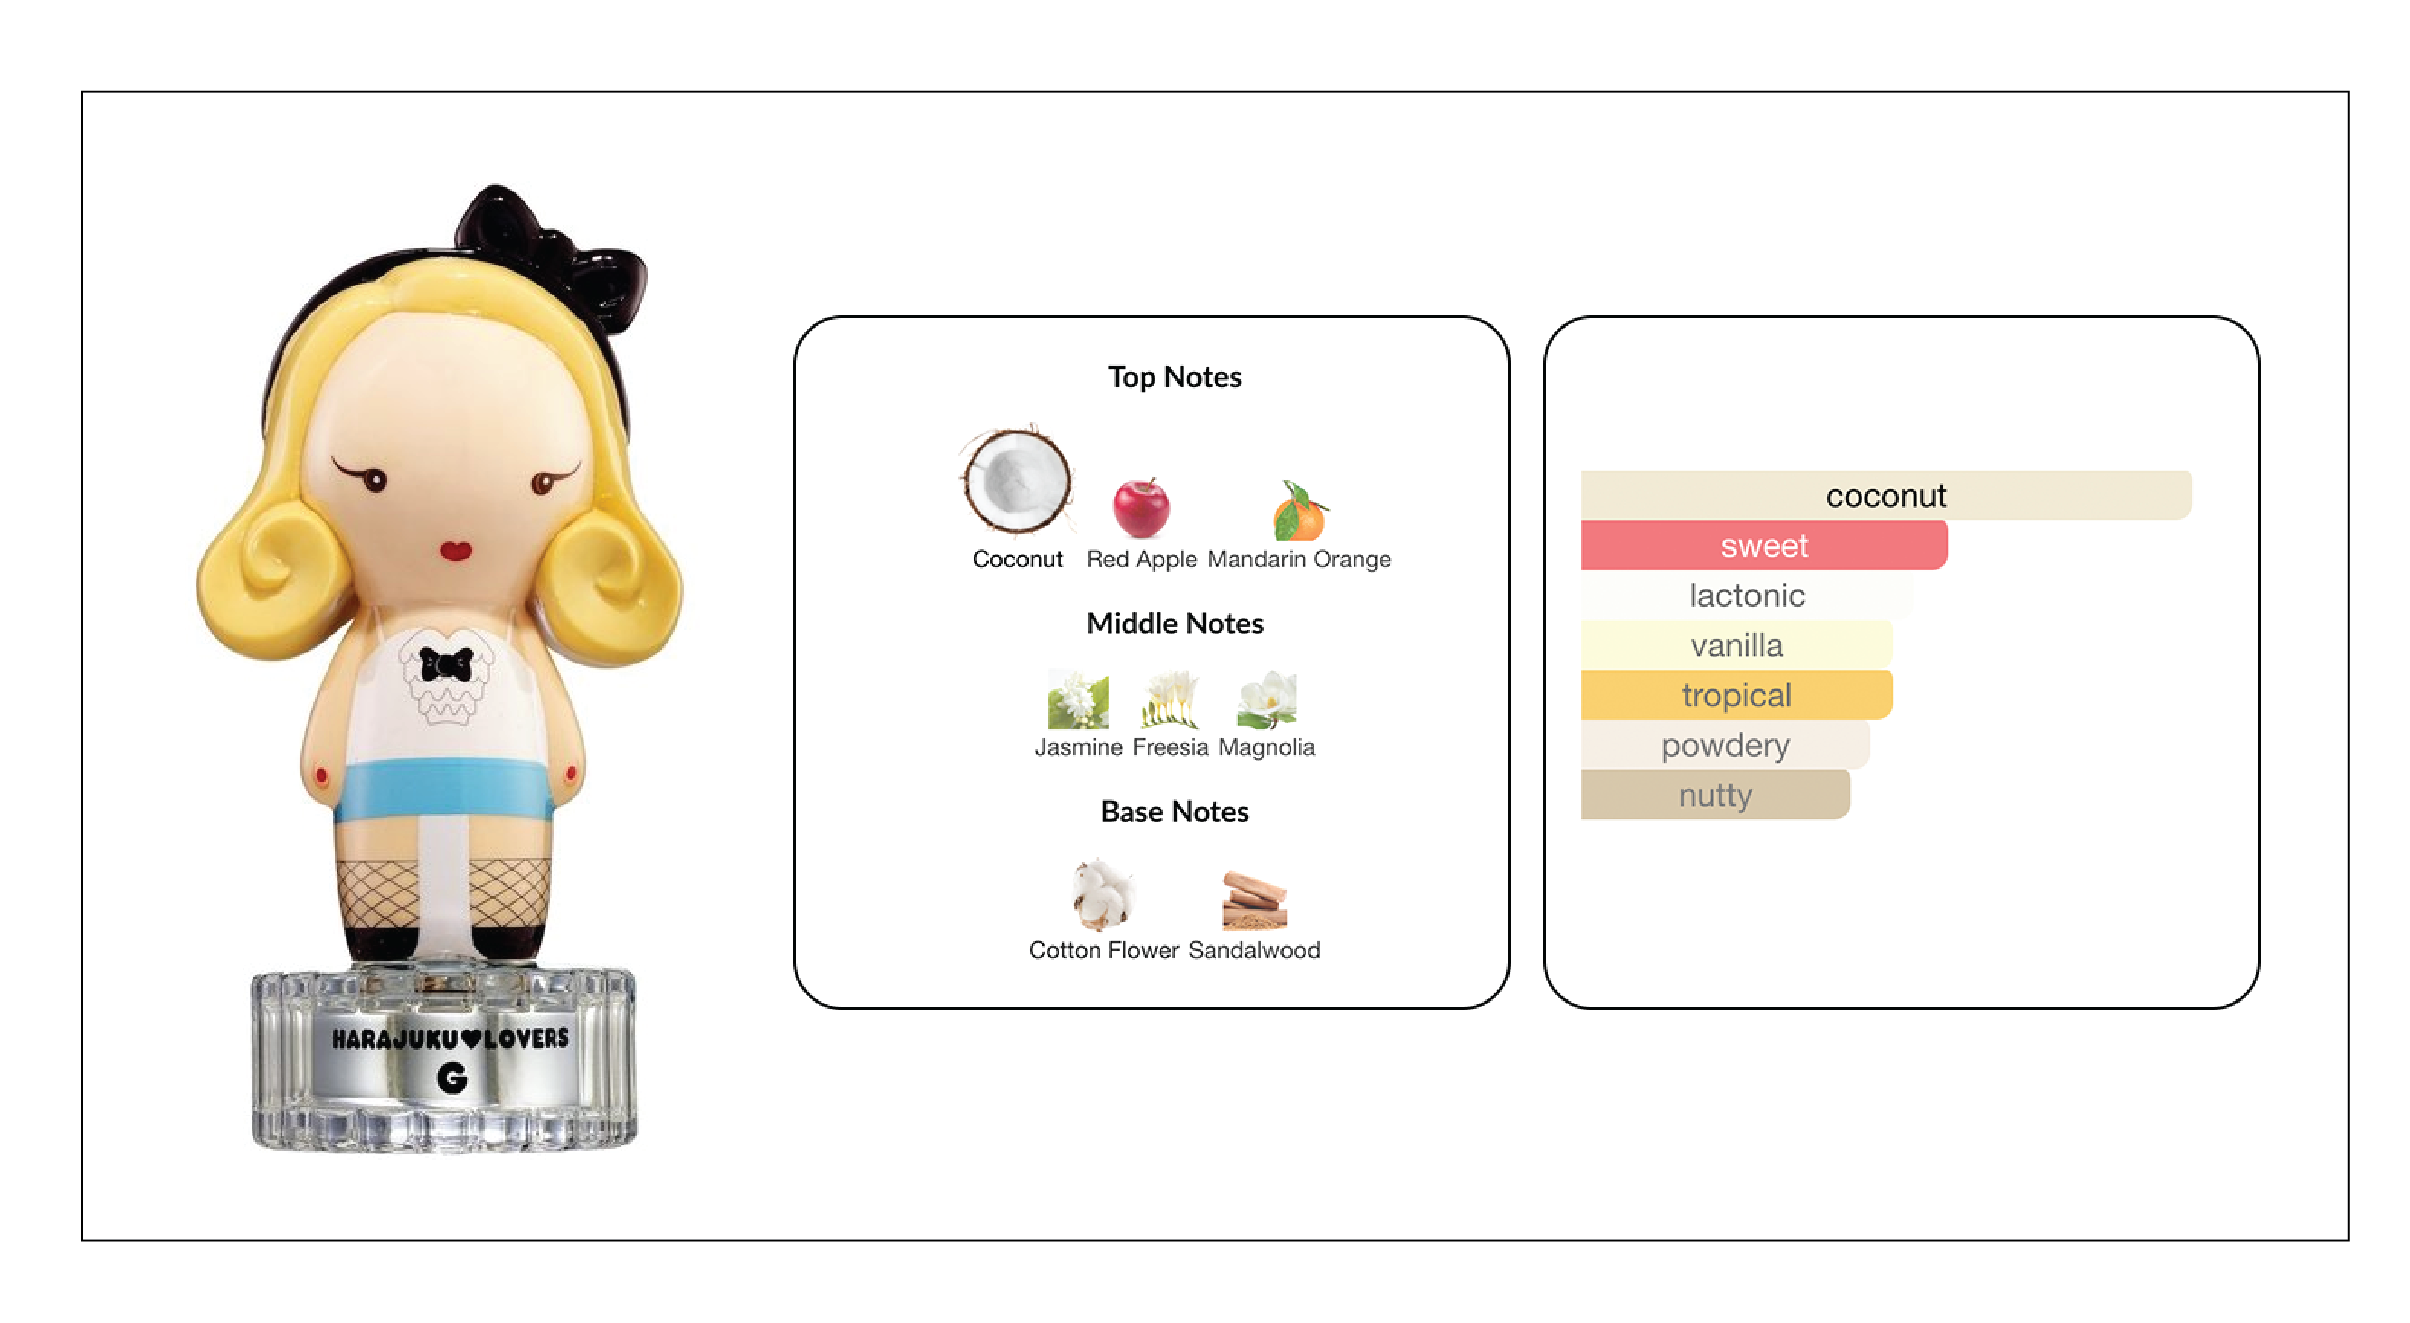 HARAJUKU♥LOVERS
G
Top Notes
Coconut Red Apple Mandarin Orange
Middle Notes
Jasmine Freesia Magnolia
Base Notes
Cotton Flower Sandalwood
coconut
sweet
lactonic
vanilla
tropical
powdery
nutty